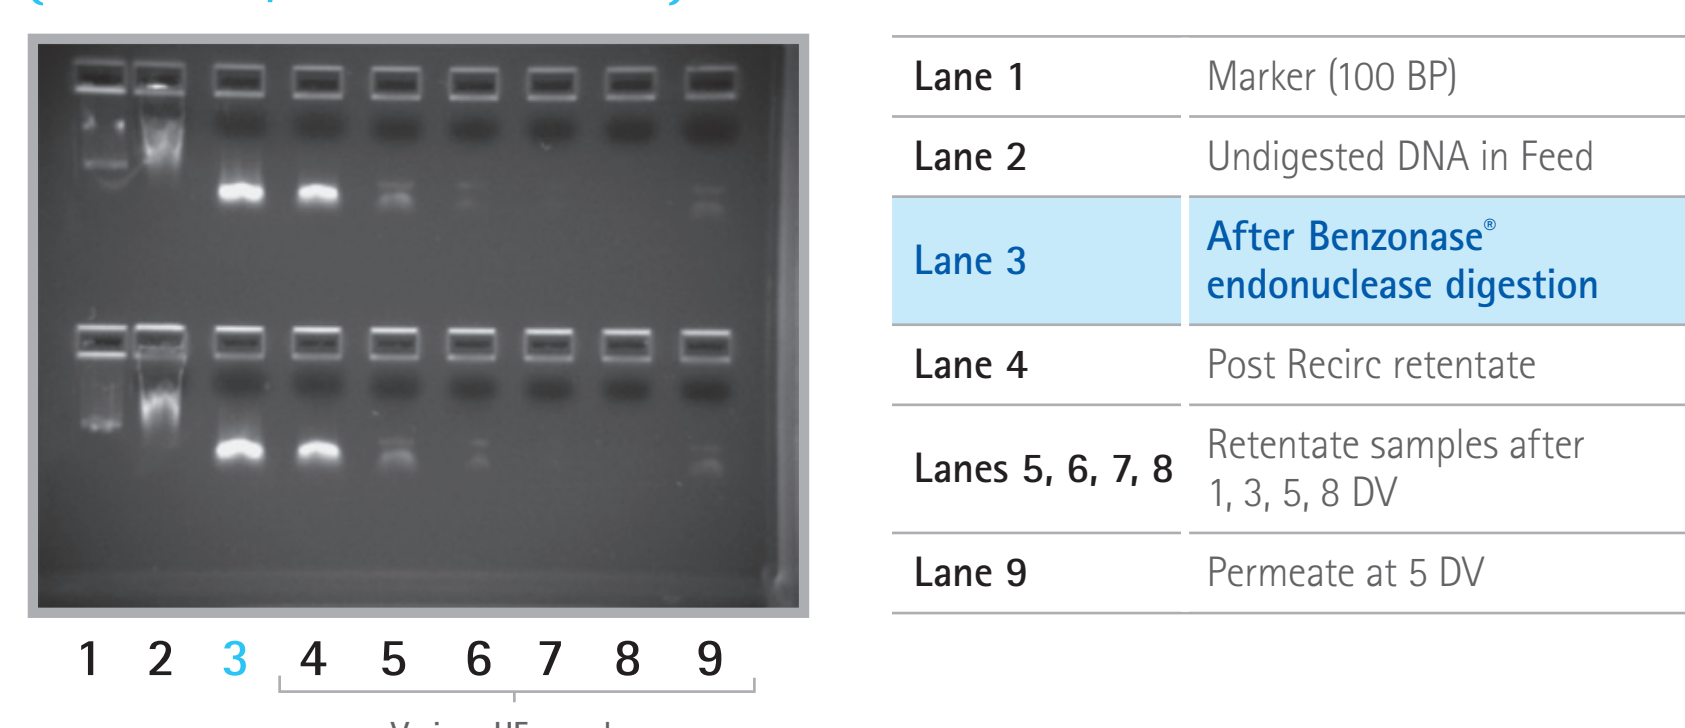 Lane 1 Marker (100 BP)
Lane 2 Undigested DNA in Feed
Lane 3 After Benzonase®
endonuclease digestion
Lane 4 Post Recirc retentate
Lanes 5, 6, 7, 8 Retentate samples after
1, 3, 5, 8 DV
Lane 9 Permeate at 5 DV
1 2 3 4 5 6 7 8 9